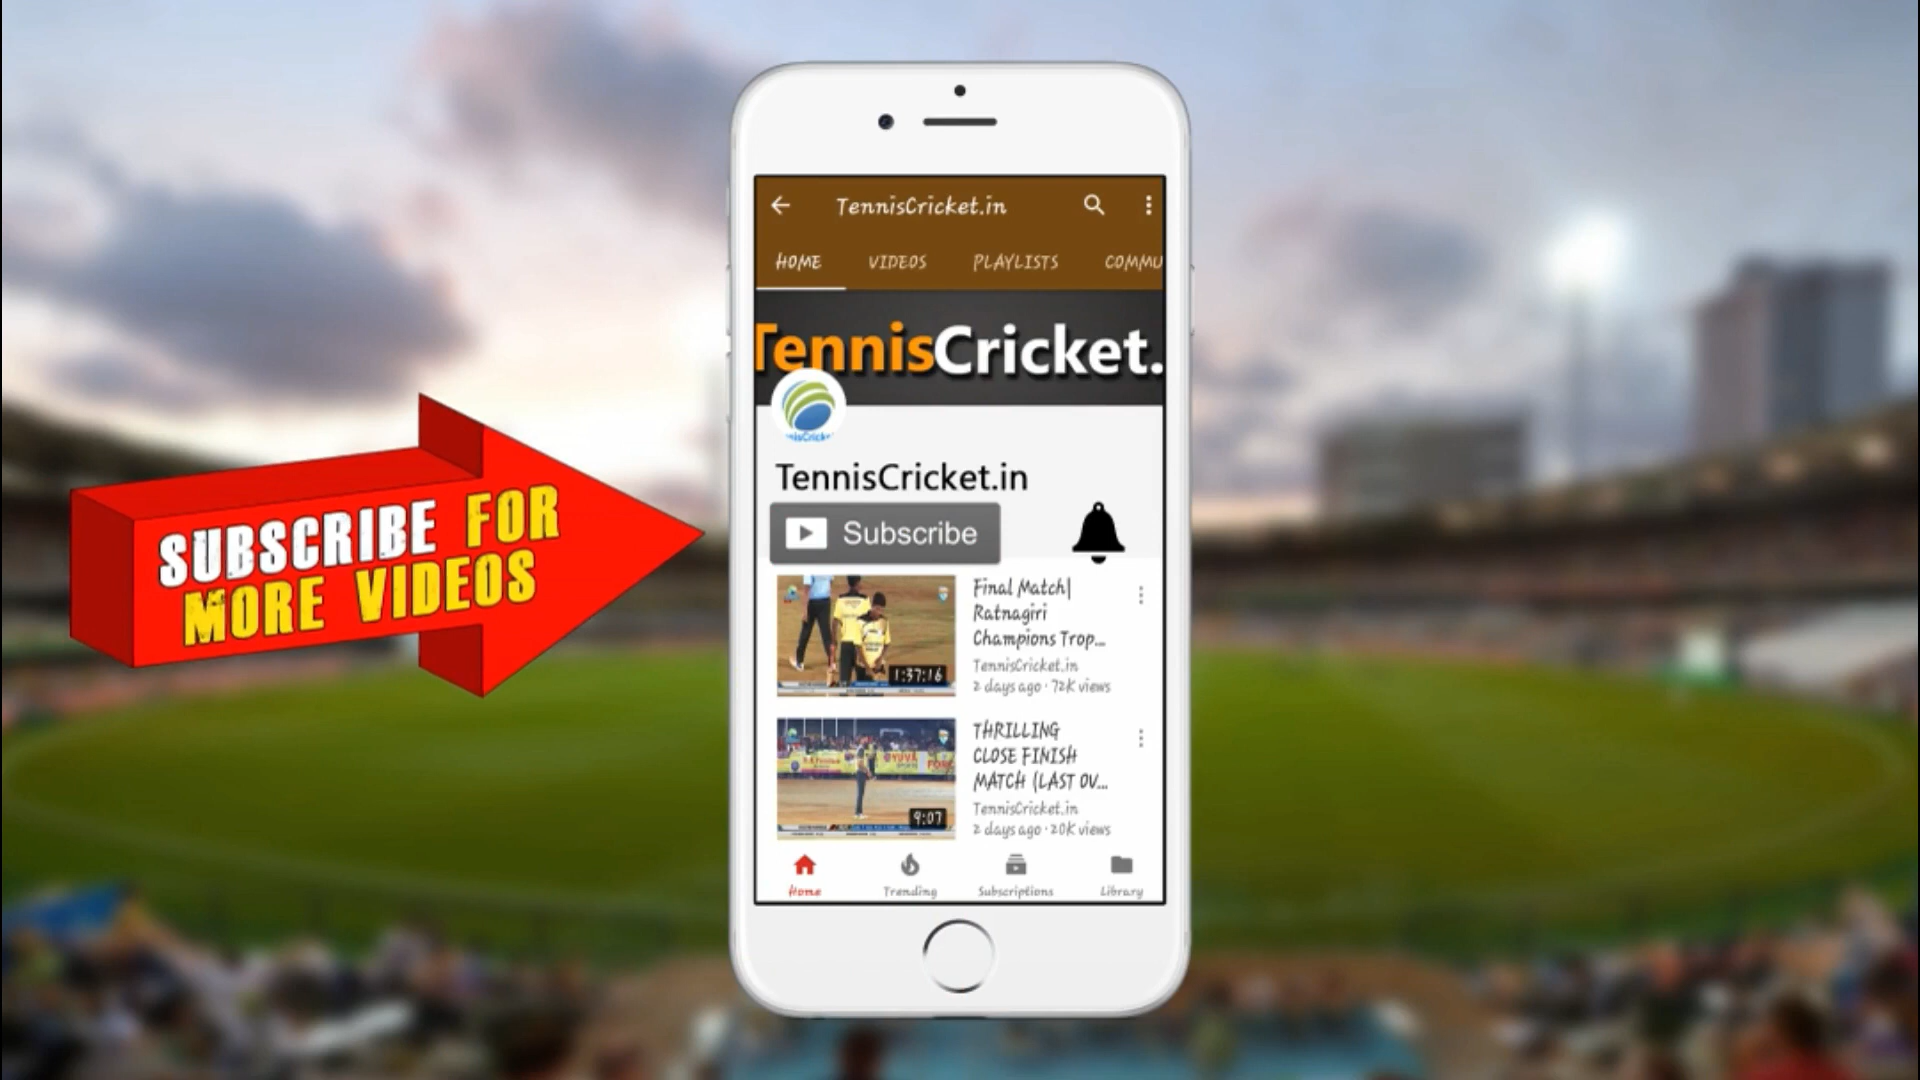 TennisCricket.in
HOME VIDEOS PLAYLISTS COMMU
TennisCricket.
TennisCricket.in
Subscribe
SUBSCRIBE FOR
MORE VIDEOS
Final Match|
Ratnagiri
Champions Trop...
TennisCricket.in
2 days ago · 72K views
1:37:16
THRILLING
CLOSE FINISH
MATCH (LAST OV...
TennisCricket.in
2 days ago · 20K views
9:07
Home Trending Subscriptions Library